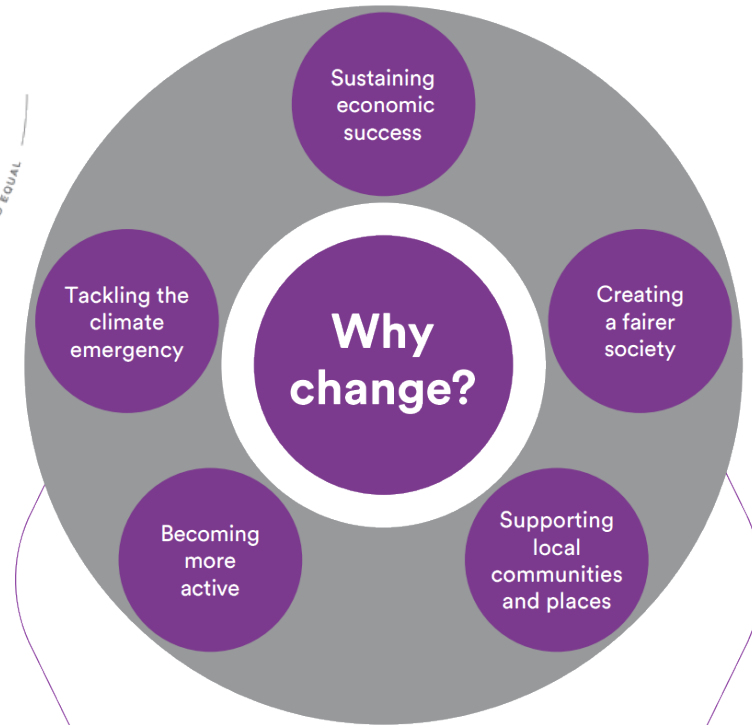 Sustaining
economic
success
Creating
a fairer
society
Supporting
local
communities
and places
Becoming
more
active
Tackling the
climate
emergency
Why
change?
EQUAL